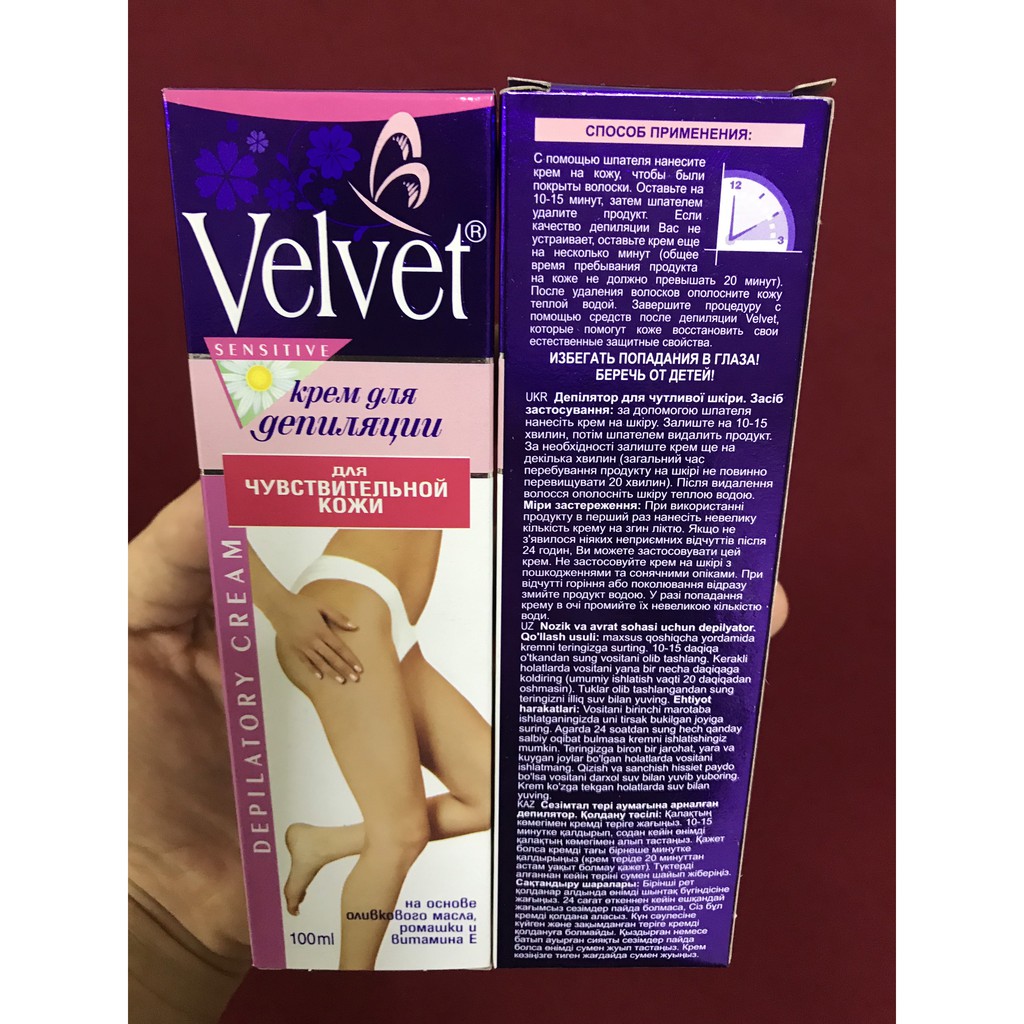 Velvet®
SENSITIVE
крем для
депиляции
для
ЧУВСТВИТЕЛЬНОЙ
КОЖИ
DEPILATORY CREAM
на основе
оливкового масла,
ромашки и
витамина Е
100ml
СПОСОБ ПРИМЕНЕНИЯ:
С помощью шпателя нанесите
крем на кожу, чтобы были
покрыты волоски. Оставьте на
10-15 минут, затем шпателем
удалите продукт. Если
качество депиляции Вас не
устраивает, оставьте крем еще
на несколько минут (общее
время пребывания продукта
на коже не должно превышать 20 минут).
После удаления волосков ополосните кожу
теплой водой. Завершите процедуру с
помощью средств после депиляции Velvet,
которые помогут коже восстановить свои
естественные защитные свойства.
12
3
ИЗБЕГАТЬ ПОПАДАНИЯ В ГЛАЗА!
БЕРЕЧЬ ОТ ДЕТЕЙ!
UKR Депілятор для чутливої шкіри. Засіб
застосування: за допомогою шпателя
нанесіть крем на шкіру. Залиште на 10-15
хвилин, потім шпателем видалить продукт.
За необхідності залиште крем ще на
декілька хвилин (загальний час
перебування продукту на шкірі не повинно
перевищувати 20 хвилин). Після видалення
волосся ополосніть шкіру теплою водою.
Міри застереження: При використанні
продукту в перший раз нанесіть невелику
кількість крему на згин ліктю. Якщо не
з'явилося ніяких неприємних відчуттів після
24 годин, Ви можете застосовувати цей
крем. Не застосовуйте крем на шкірі з
пошкодженнями та сонячними опіками. При
відчутті горіння або поколювання відразу
змийте продукт водою. У разі попадання
крему в очі промийте їх невеликою кількістю
води.
UZ Nozik va avrat sohasi uchun depilyator.
Qo'llash usuli: maxsus qoshiqcha yordamida
kremni teringizga surting. 10-15 daqiqa
o'tkandan sung vositani olib tashlang. Kerakli
holatlarda vositani yana bir necha daqiqaga
koldiring (umumiy ishlatish vaqti 20 daqiqadan
oshmasin). Tuklar olib tashlangandan sung
teringizni illiq suv bilan yuving. Ehtiyot
harakatlari: Vositani birinchi marotaba
ishlatganingizda uni tirsak bukilgan joyiga
suring. Agarda 24 soatdan sung hech qanday
salbiy oqibat bulmasa kremni ishlatishingiz
mumkin. Teringizga biron bir jarohat, yara va
kuygan joylar bo'lgan holatlarda vositani
ishlatmang. Qizish va sanchish hissiet paydo
bo'lsa vositani darxol suv bilan yuvib yuboring.
Krem ko'zga tekgan holatlarda suv bilan
yuving.
KAZ Сезімтал тері аумағына арналған
депилятор. Қолдану тәсілі: Қалақтың
көмегімен кремді теріге жағыңыз. 10-15
минутке қалдырып, содан кейін өнімді
қалақтың көмегімен алып тастаңыз. Қажет
болса кремді тағы бірнеше минутке
қалдырыңыз (крем теріде 20 минуттан
астам уақыт болмау қажет). Түктерді
алғаннан кейін теріні сумен шайып жіберіңіз.
Сақтандыру шаралары: Бірінші рет
қолданар алдында өнімді шынтақ бүгіндісіне
жағыңыз. 24 сағат өткеннен кейін ешқандай
жағымсыз сезімдер пайда болмаса, Сіз бұл
кремді қолдана аласыз. Күн сәулесіне
күйген және зақымданған теріге кремді
қолдануға болмайды. Қыздырған немесе
батып ауырған сияқты сезімдер пайда
болса өнімді сумен жуып тастаңыз. Крем
көзіңізге тиген жағдайда сумен жуыңыз.